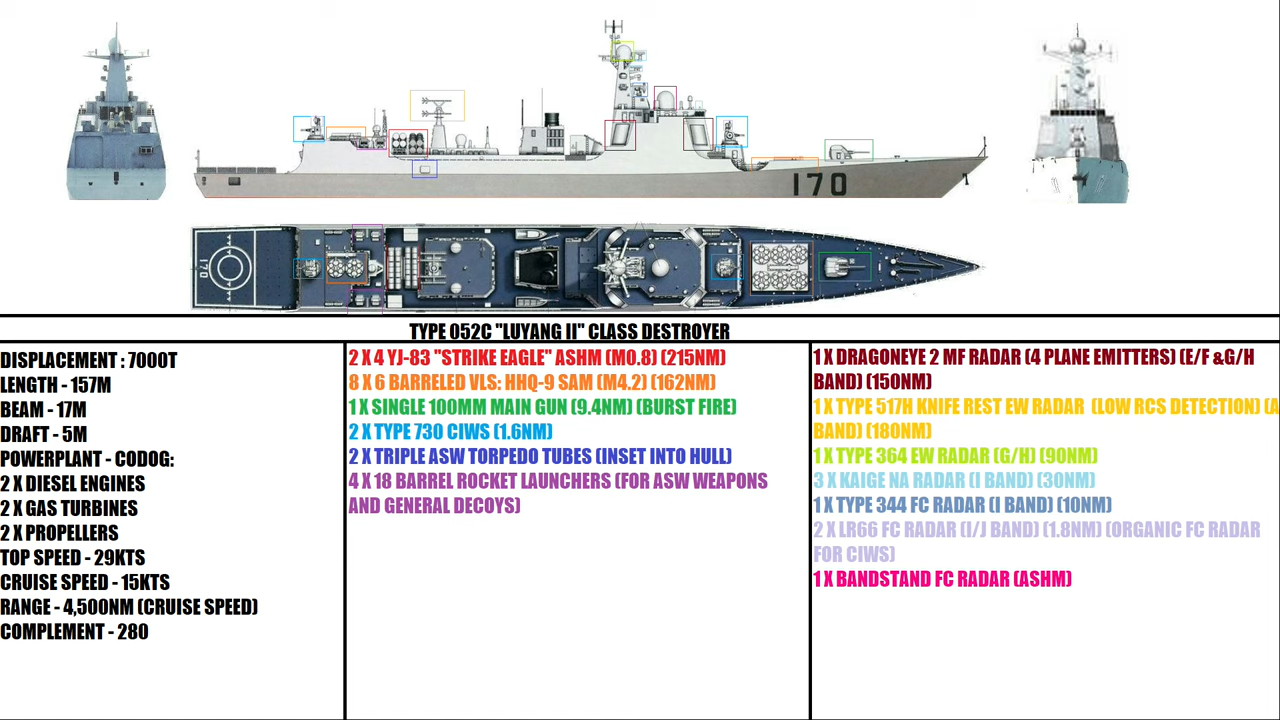 170
170
TYPE 052C "LUYANG II" CLASS DESTROYER
DISPLACEMENT : 7000T
LENGTH - 157M
BEAM - 17M
DRAFT - 5M
POWERPLANT - CODOG:
2 X DIESEL ENGINES
2 X GAS TURBINES
2 X PROPELLERS
TOP SPEED - 29KTS
CRUISE SPEED - 15KTS
RANGE - 4,500NM (CRUISE SPEED)
COMPLEMENT - 280
2 X 4 YJ-83 "STRIKE EAGLE" ASHM (M0.8) (215NM)
8 X 6 BARRELED VLS: HHQ-9 SAM (M4.2) (162NM)
1 X SINGLE 100MM MAIN GUN (9.4NM) (BURST FIRE)
2 X TYPE 730 CIWS (1.6NM)
2 X TRIPLE ASW TORPEDO TUBES (INSET INTO HULL)
4 X 18 BARREL ROCKET LAUNCHERS (FOR ASW WEAPONS
AND GENERAL DECOYS)
1 X DRAGONEYE 2 MF RADAR (4 PLANE EMITTERS) (E/F &G/H
BAND) (150NM)
1 X TYPE 517H KNIFE REST EW RADAR (LOW RCS DETECTION) (A
BAND) (180NM)
1 X TYPE 364 EW RADAR (G/H) (90NM)
3 X KAIGE NA RADAR (I BAND) (30NM)
1 X TYPE 344 FC RADAR (I BAND) (10NM)
2 X LR66 FC RADAR (I/J BAND) (1.8NM) (ORGANIC FC RADAR
FOR CIWS)
1 X BANDSTAND FC RADAR (ASHM)